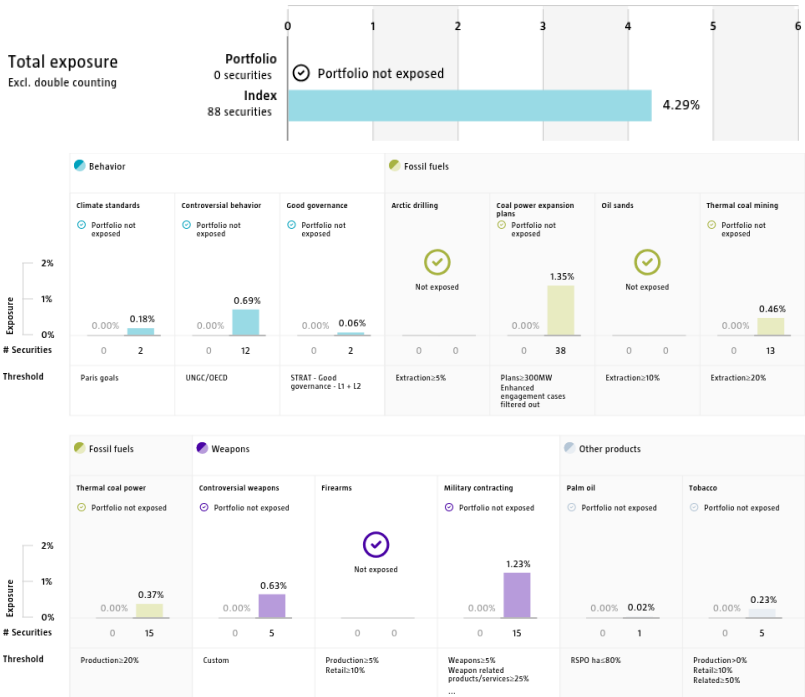 0 1 2 3 4 5 6
Total exposure
Excl. double counting
Portfolio
0 securities
Portfolio not exposed
Index
88 securities
4.29%
Behavior
Fossil fuels
Climate standards
Portfolio not
exposed
Controversial behavior
Portfolio not
exposed
Good governance
Portfolio not
exposed
Arctic drilling
Not exposed
Coal power expansion
plans
Portfolio not
exposed
Oil sands
Not exposed
Thermal coal mining
Portfolio not
exposed
Exposure
2%
1%
0%
0.00% 0.18% 0.00% 0.69% 0.00% 0.06% 0.00% 1.35% 0.00% 0.46%
# Securities 0 2 0 12 0 2 0 0 0 38 0 0 0 13
Threshold
Paris goals
UNGC/OECD
STRAT - Good
governance - L1 + L2
Extraction≥5%
Plans≥300MW
Enhanced
engagement cases
filtered out
Extraction≥10%
Extraction≥20%
Fossil fuels
Weapons
Other products
Thermal coal power
Portfolio not exposed
Controversial weapons
Portfolio not exposed
Firearms
Not exposed
Military contracting
Portfolio not exposed
Palm oil
Portfolio not exposed
Tobacco
Portfolio not exposed
Exposure
2%
1%
0%
0.00% 0.37% 0.00% 0.63% 0.00% 1.23% 0.00% 0.02% 0.00% 0.23%
# Securities 0 15 0 5 0 0 0 15 0 1 0 5
Threshold
Production≥20%
Custom
Production≥5%
Retail≥10%
Weapons≥5%
Weapon related
products/services≥25%
...
RSPO ha≤80%
Production>0%
Retail≥10%
Related≥50%